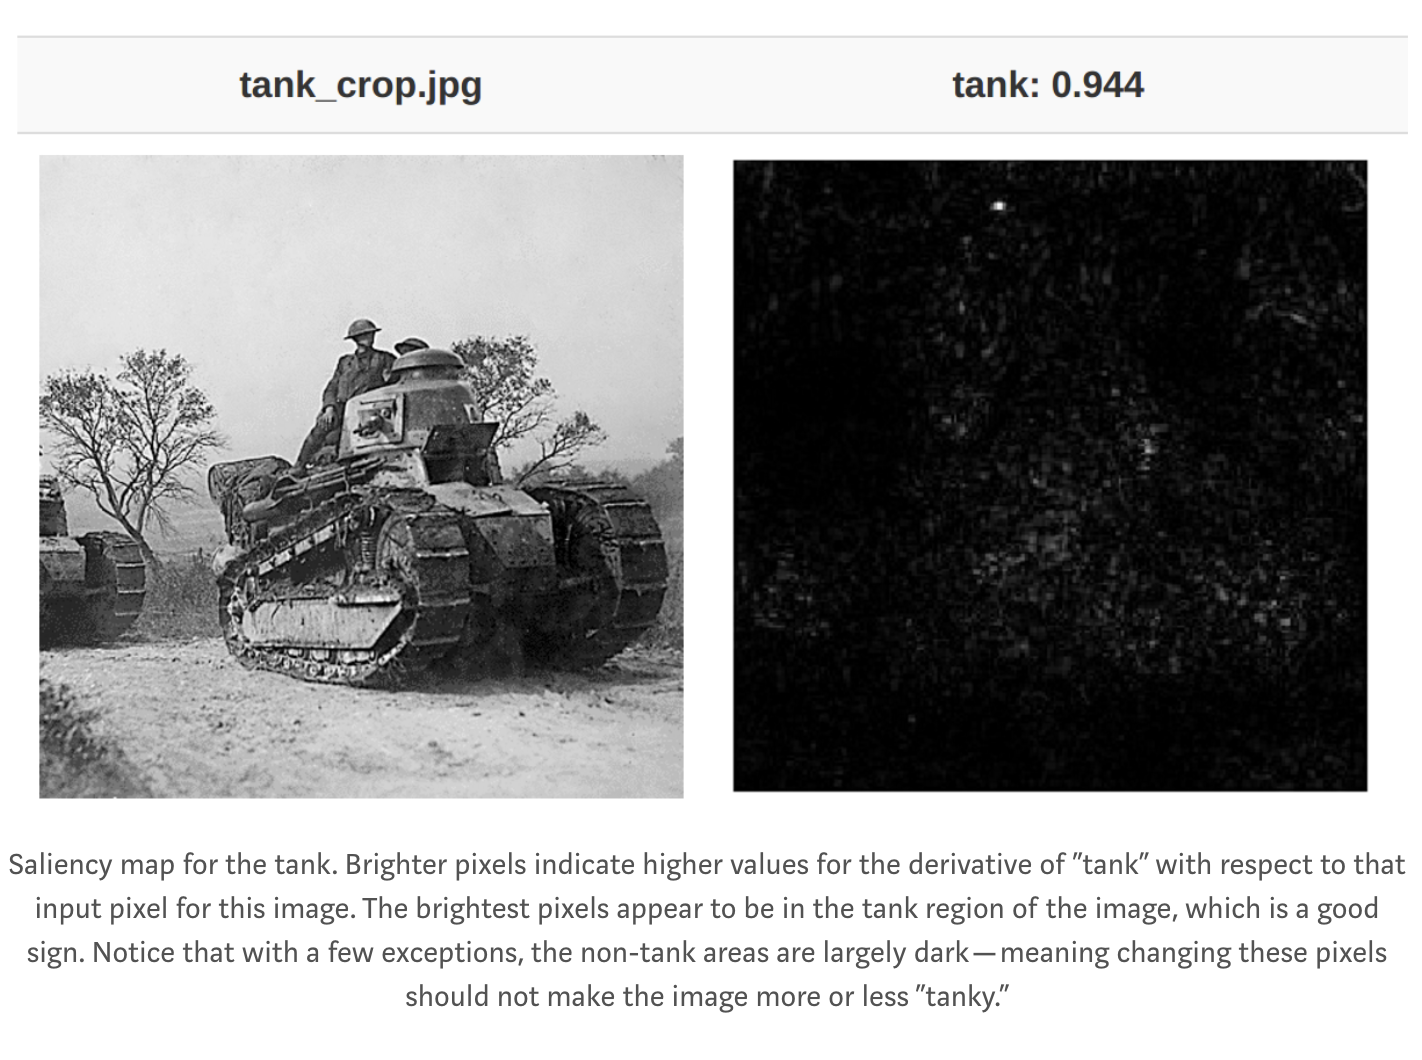 tank_crop.jpg
tank: 0.944
Saliency map for the tank. Brighter pixels indicate higher values for the derivative of ”tank” with respect to that
input pixel for this image. The brightest pixels appear to be in the tank region of the image, which is a good
sign. Notice that with a few exceptions, the non-tank areas are largely dark — meaning changing these pixels
should not make the image more or less ”tanky.”